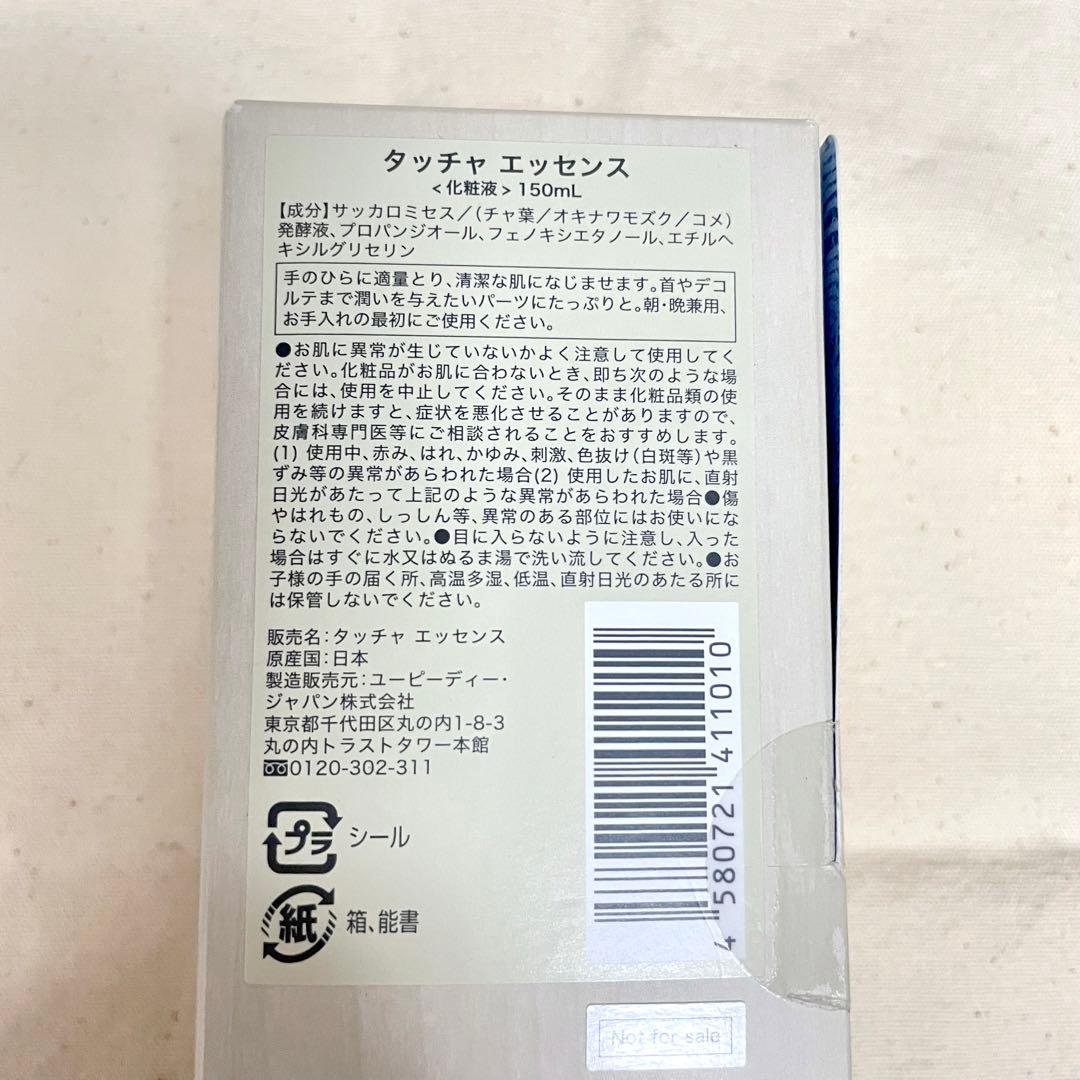 タッチャ エッセンス
<化粧液> 150mL
【成分】サッカロミセス/(チャ葉/オキナワモズク/コメ)
発酵液、プロパンジオール、フェノキシエタノール、エチルヘ
キシルグリセリン
手のひらに適量とり、清潔な肌になじませます。首やデコ
ルテまで潤いを与えたいパーツにたっぷりと。朝・晩兼用、
お手入れの最初にご使用ください。
●お肌に異常が生じていないかよく注意して使用してく
ださい。化粧品がお肌に合わないとき、即ち次のような場
合には、使用を中止してください。そのまま化粧品類の使
用を続けますと、症状を悪化させることがありますので、
皮膚科専門医等にご相談されることをおすすめします。
(1) 使用中、赤み、はれ、かゆみ、刺激、色抜け(白斑等)や黒
ずみ等の異常があらわれた場合(2) 使用したお肌に、直射
日光があたって上記のような異常があらわれた場合●傷
やはれもの、しっしん等、異常のある部位にはお使いにな
らないでください。●目に入らないように注意し、入った
場合はすぐに水又はぬるま湯で洗い流してください。●お
子様の手の届く所、高温多湿、低温、直射日光のあたる所に
は保管しないでください。
販売名:タッチャ エッセンス
原産国:日本
製造販売元:ユーピーディー・
ジャパン株式会社
東京都千代田区丸の内1-8-3
丸の内トラストタワー本館
0120-302-311
プラ シール
紙 箱、能書
4 580721 411010
Not for sale